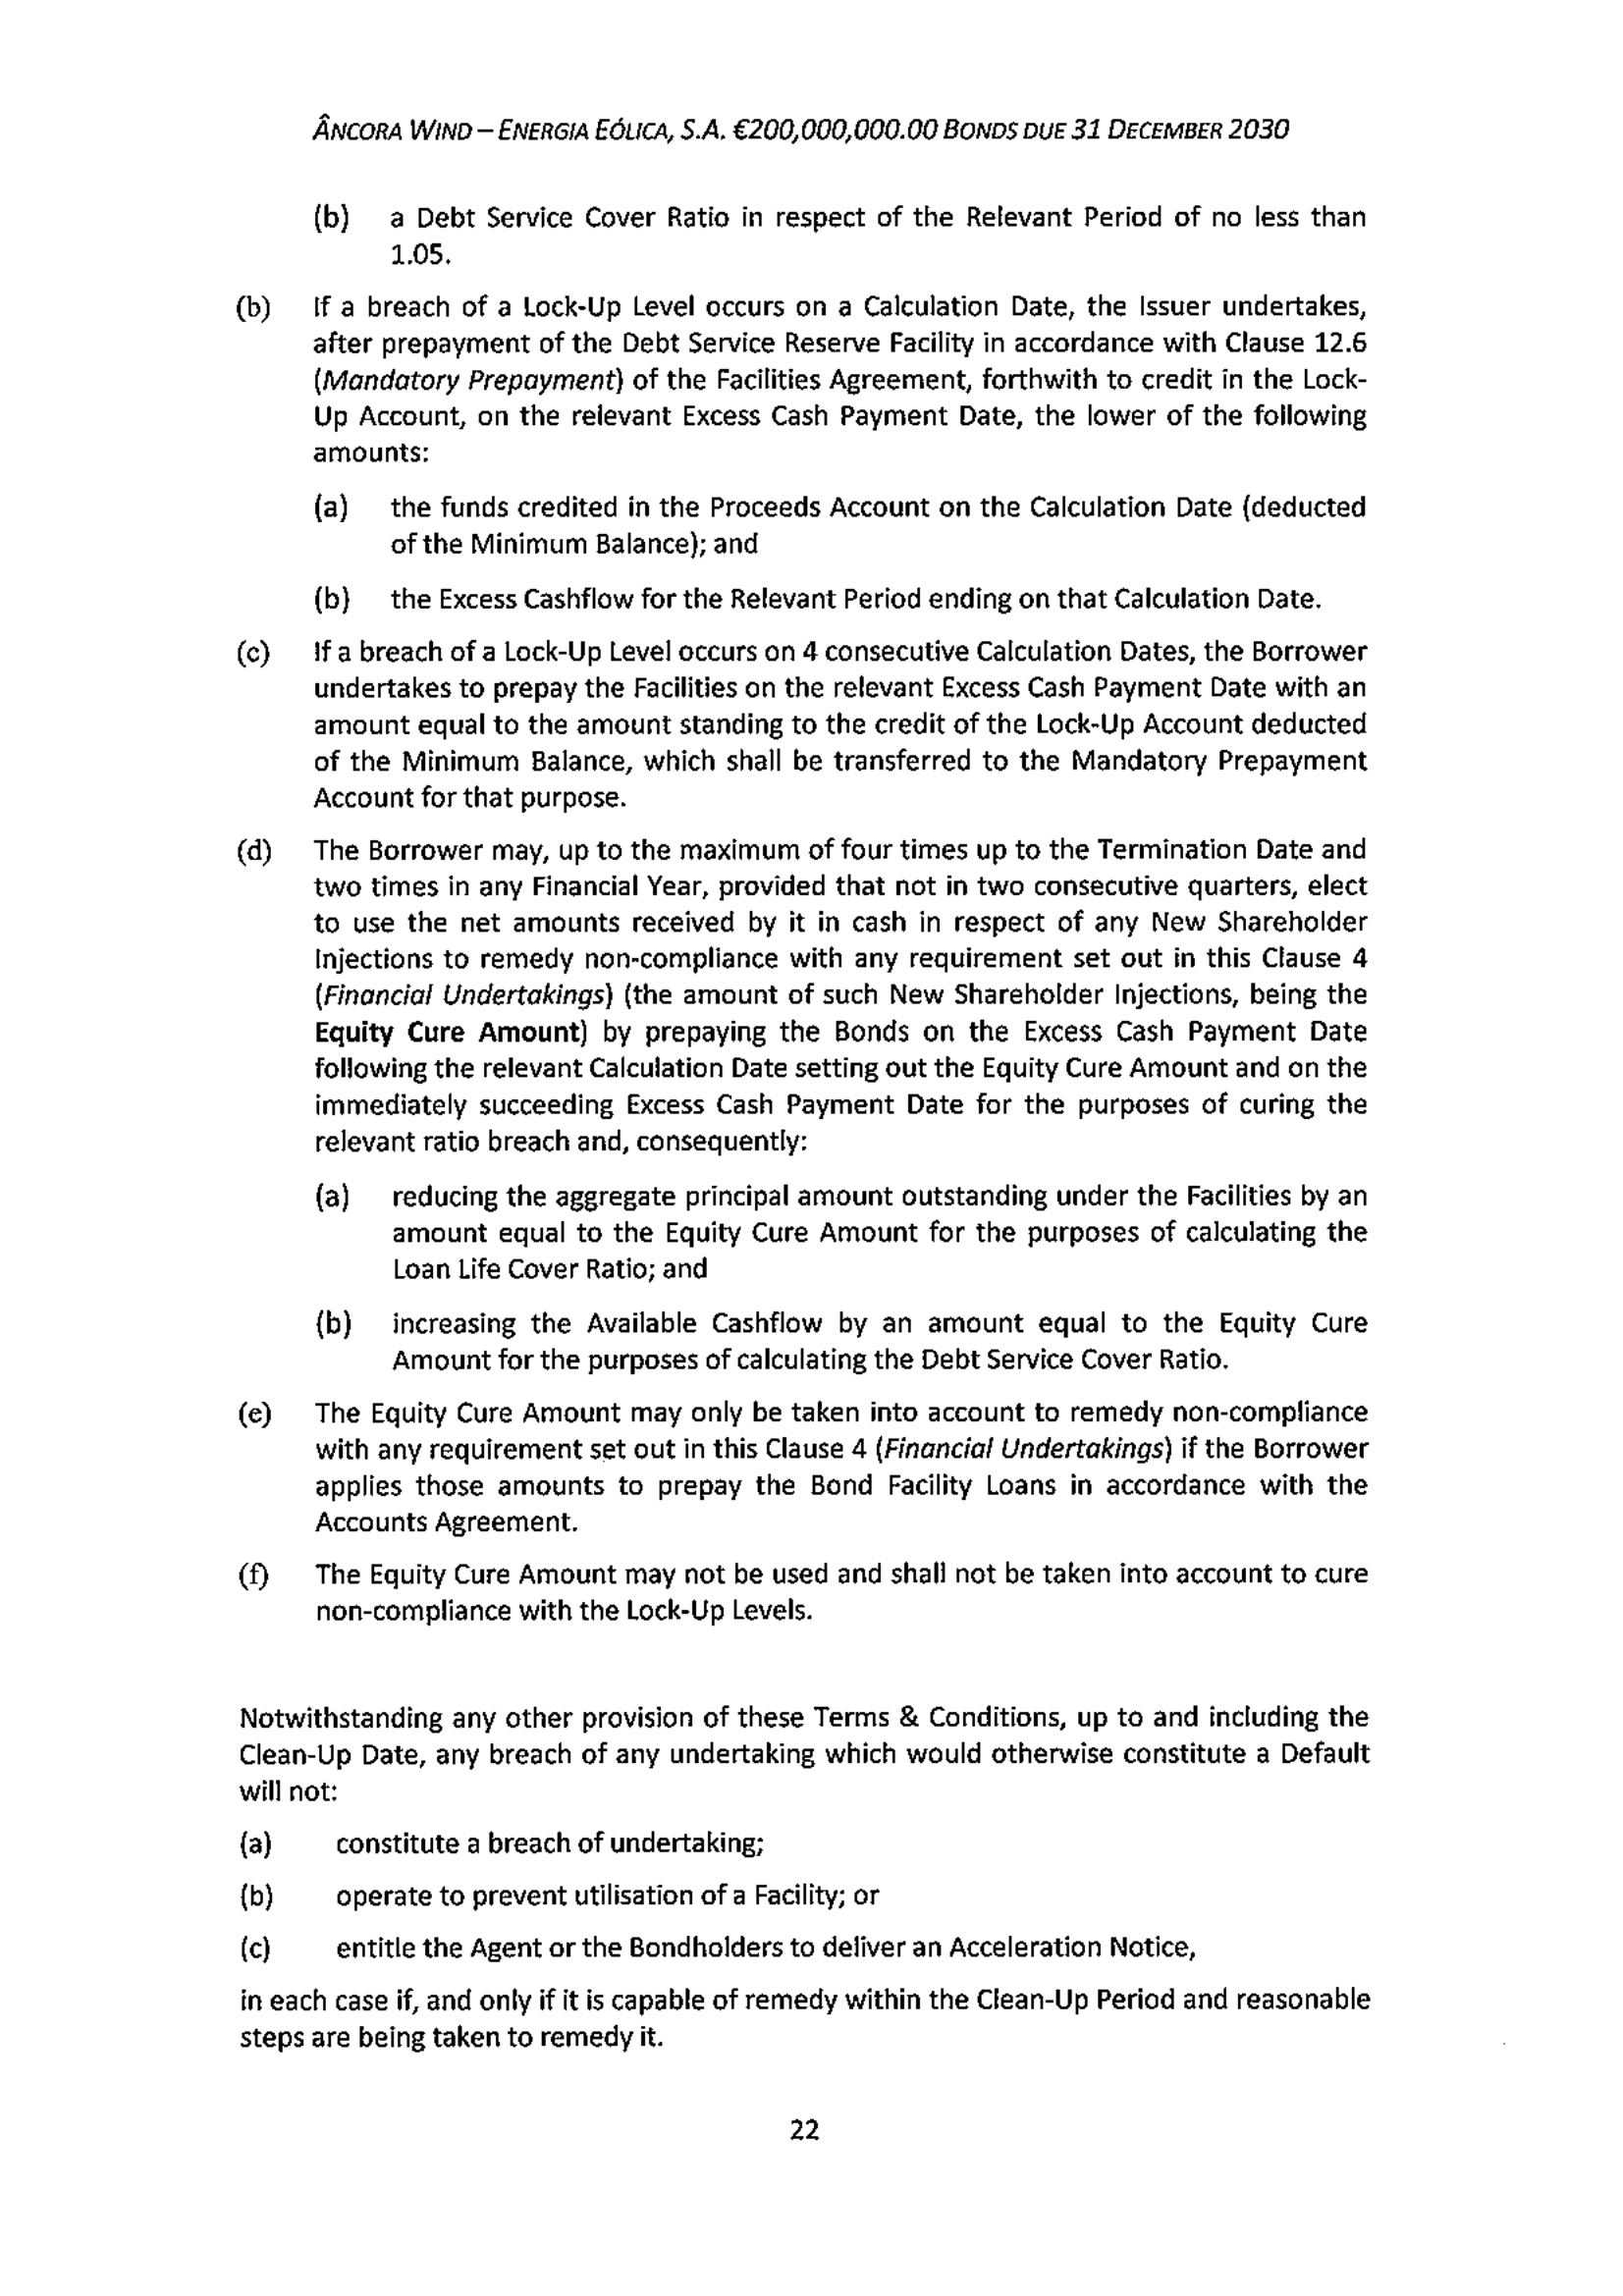 ÂNCORA WIND – ENERGIA EÓLICA, S.A. €200,000,000.00 BONDS DUE 31 DECEMBER 2030
(b) a Debt Service Cover Ratio in respect of the Relevant Period of no less than
1.05.
(b) If a breach of a Lock-Up Level occurs on a Calculation Date, the Issuer undertakes,
after prepayment of the Debt Service Reserve Facility in accordance with Clause 12.6
(Mandatory Prepayment) of the Facilities Agreement, forthwith to credit in the Lock-
Up Account, on the relevant Excess Cash Payment Date, the lower of the following
amounts:
(a) the funds credited in the Proceeds Account on the Calculation Date (deducted
of the Minimum Balance); and
(b) the Excess Cashflow for the Relevant Period ending on that Calculation Date.
(c) If a breach of a Lock-Up Level occurs on 4 consecutive Calculation Dates, the Borrower
undertakes to prepay the Facilities on the relevant Excess Cash Payment Date with an
amount equal to the amount standing to the credit of the Lock-Up Account deducted
of the Minimum Balance, which shall be transferred to the Mandatory Prepayment
Account for that purpose.
(d) The Borrower may, up to the maximum of four times up to the Termination Date and
two times in any Financial Year, provided that not in two consecutive quarters, elect
to use the net amounts received by it in cash in respect of any New Shareholder
Injections to remedy non-compliance with any requirement set out in this Clause 4
(Financial Undertakings) (the amount of such New Shareholder Injections, being the
Equity Cure Amount) by prepaying the Bonds on the Excess Cash Payment Date
following the relevant Calculation Date setting out the Equity Cure Amount and on the
immediately succeeding Excess Cash Payment Date for the purposes of curing the
relevant ratio breach and, consequently:
(a) reducing the aggregate principal amount outstanding under the Facilities by an
amount equal to the Equity Cure Amount for the purposes of calculating the
Loan Life Cover Ratio; and
(b) increasing the Available Cashflow by an amount equal to the Equity Cure
Amount for the purposes of calculating the Debt Service Cover Ratio.
(e) The Equity Cure Amount may only be taken into account to remedy non-compliance
with any requirement set out in this Clause 4 (Financial Undertakings) if the Borrower
applies those amounts to prepay the Bond Facility Loans in accordance with the
Accounts Agreement.
(f) The Equity Cure Amount may not be used and shall not be taken into account to cure
non-compliance with the Lock-Up Levels.
Notwithstanding any other provision of these Terms & Conditions, up to and including the
Clean-Up Date, any breach of any undertaking which would otherwise constitute a Default
will not:
(a) constitute a breach of undertaking;
(b) operate to prevent utilisation of a Facility; or
(c) entitle the Agent or the Bondholders to deliver an Acceleration Notice,
in each case if, and only if it is capable of remedy within the Clean-Up Period and reasonable
steps are being taken to remedy it.
22